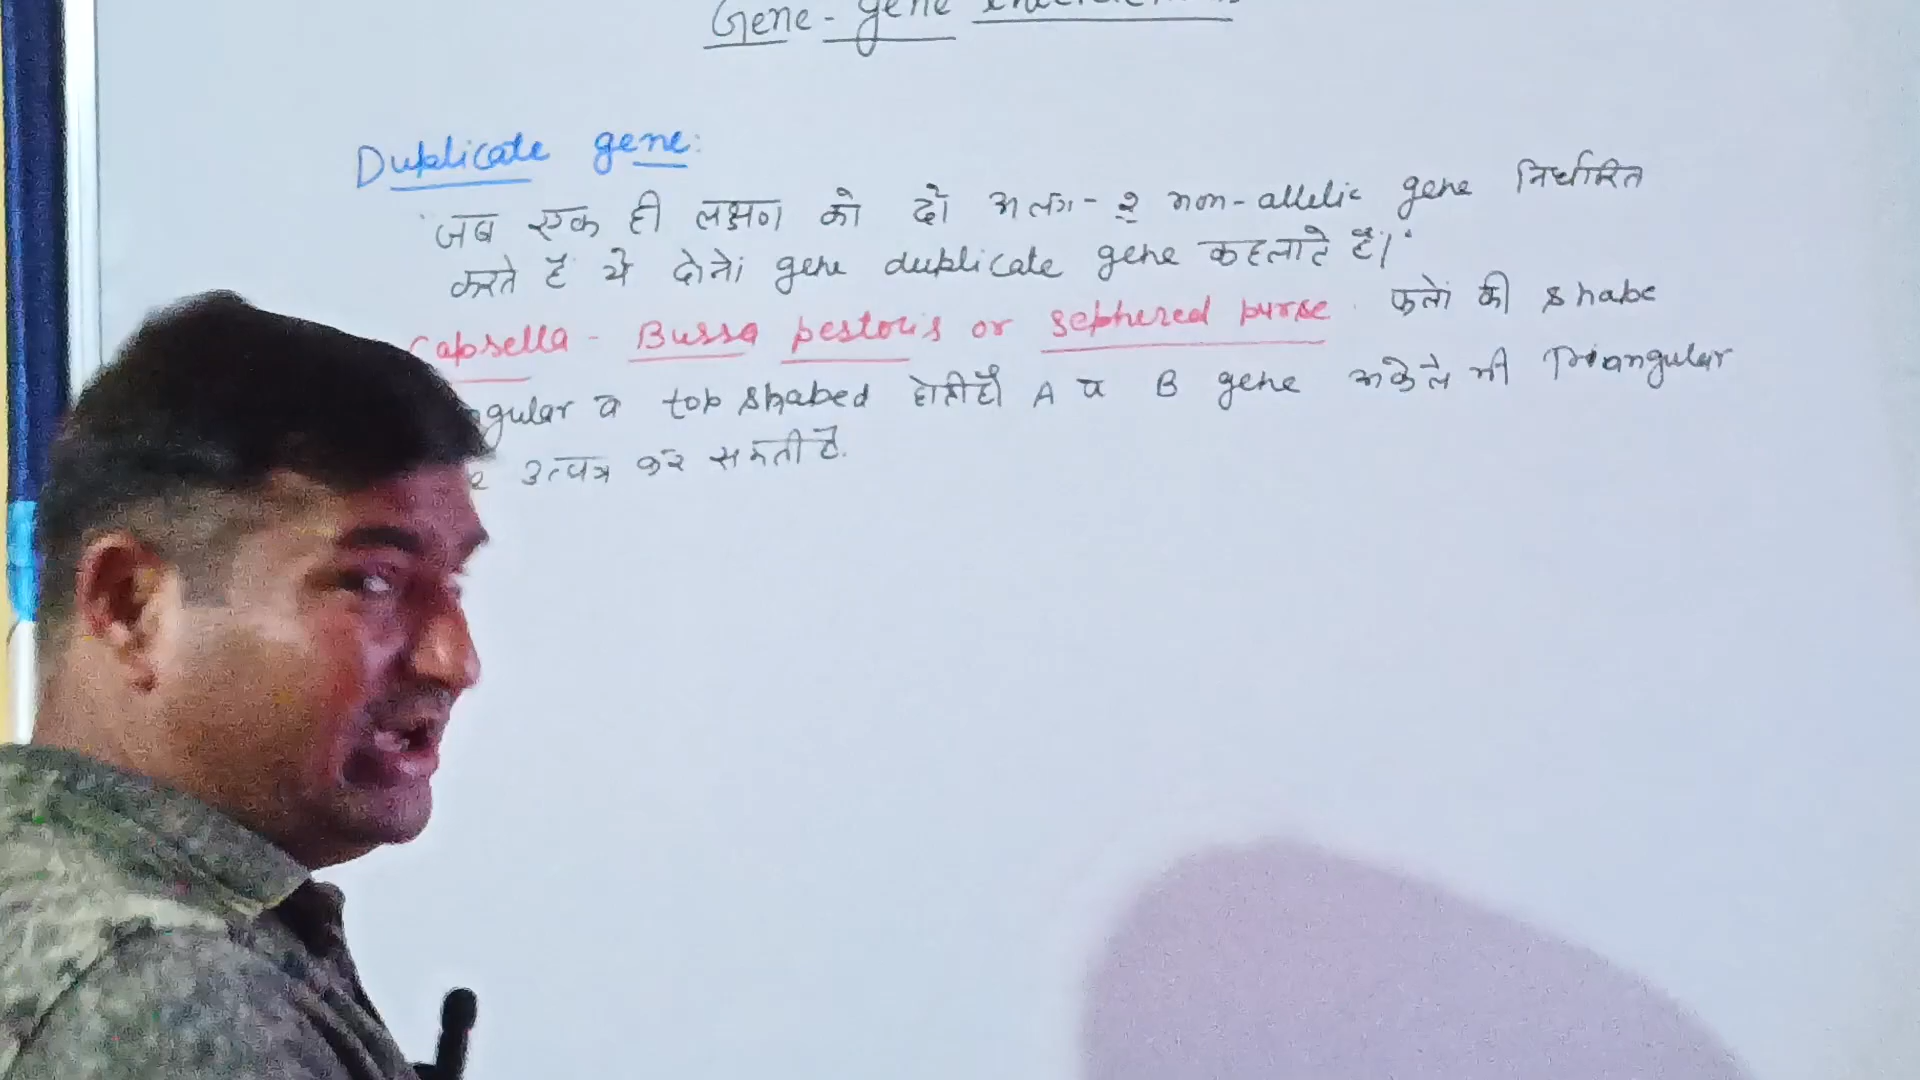 Gene - gene
Duplicate gene:
"जब एक ही लक्षण को दो अलग-२ non-allelic gene निर्धारित
करते हैं ये दोनों gene duplicate gene कहलाते हैं।"
Capsella - Bussa pestoris or sephered purse. फलों की shape
gular व top shaped होती है A व B gene अकेले भी Triangular
उत्पन्न कर सकती है.